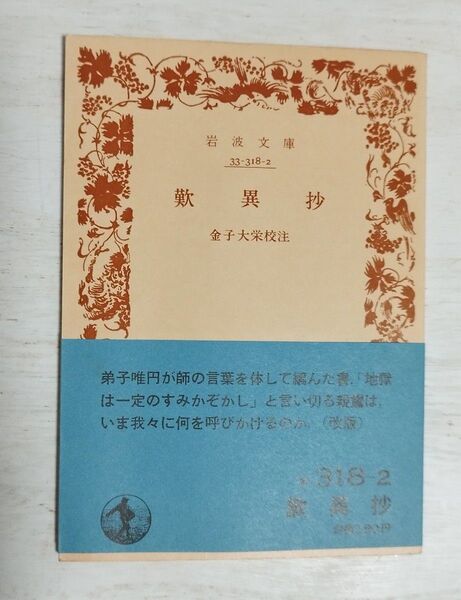 岩波文庫
33-318-2
歎異抄
金子大栄校注
弟子唯円が師の言葉を体して編んだ書.「地獄
は一定のすみかぞかし」と言い切る親鸞は,
いま我々に何を呼びかけるのか. (改版)
318-2
歎異抄